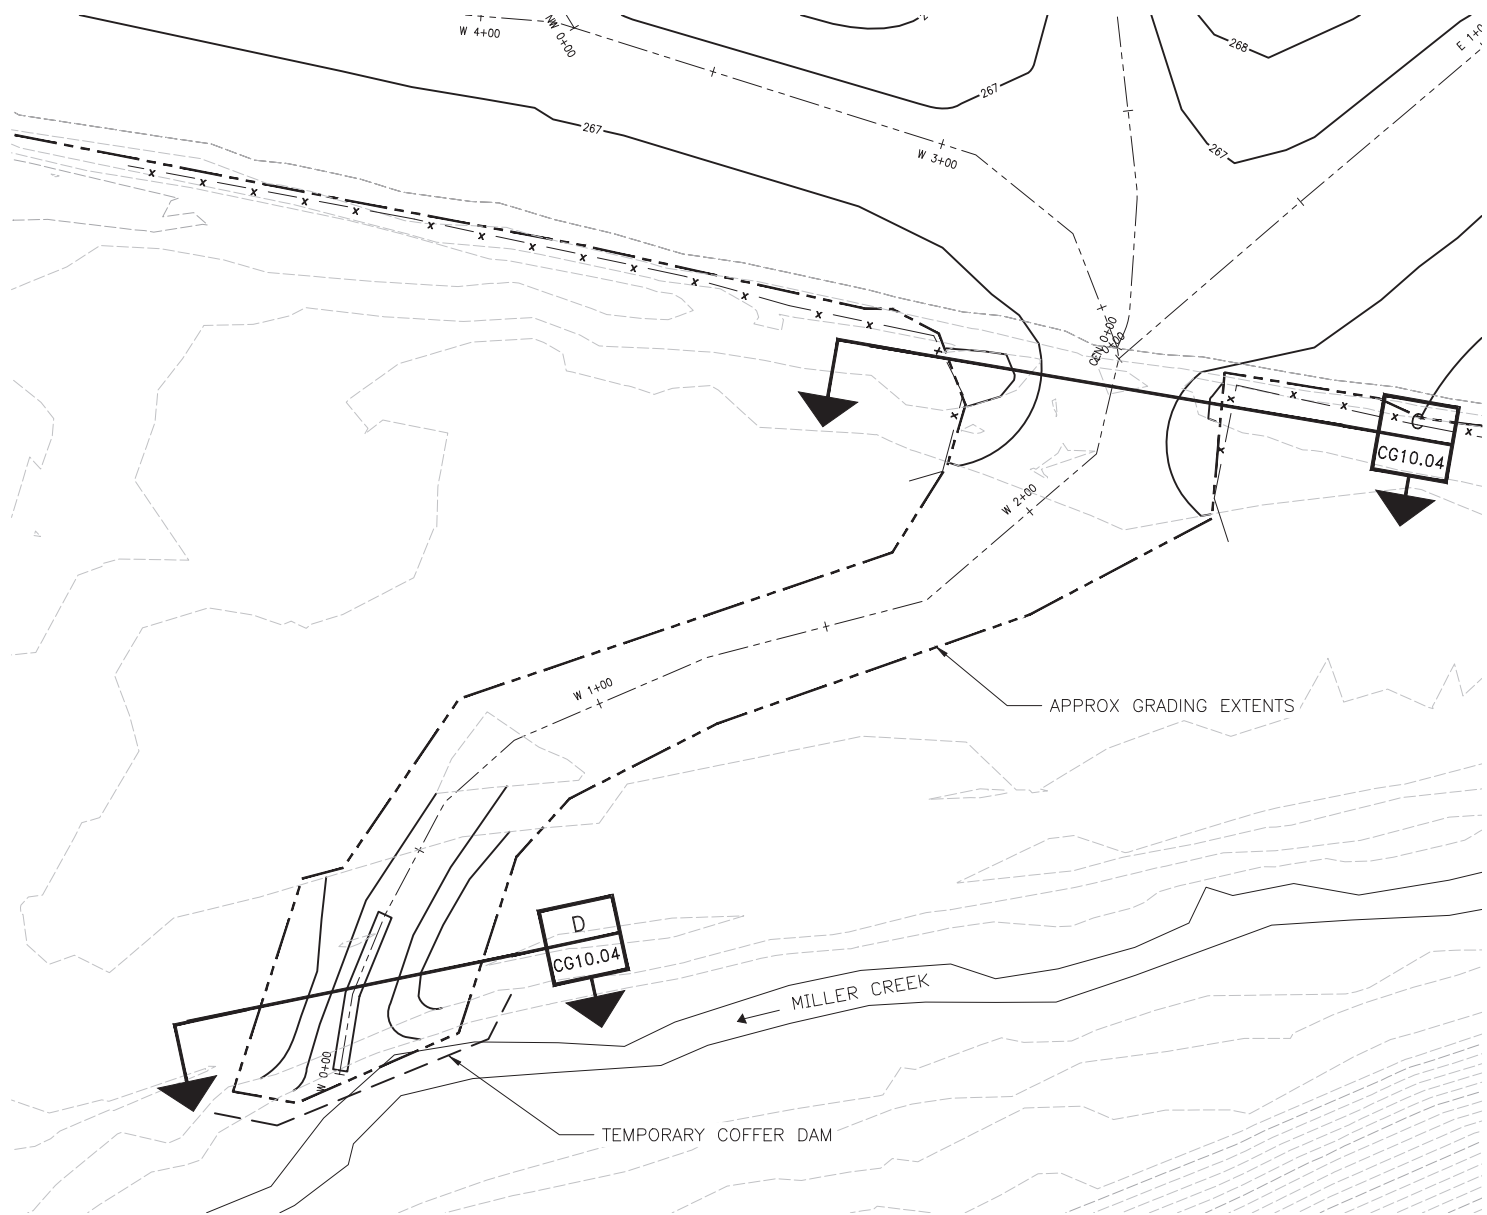 W 4+00
NW 0+00
268
E 1+0
267
267
267
W 3+00
0+00
C
CG10.04
W 2+00
W 1+00
APPROX GRADING EXTENTS
D
CG10.04
MILLER CREEK
W 0+00
TEMPORARY COFFER DAM